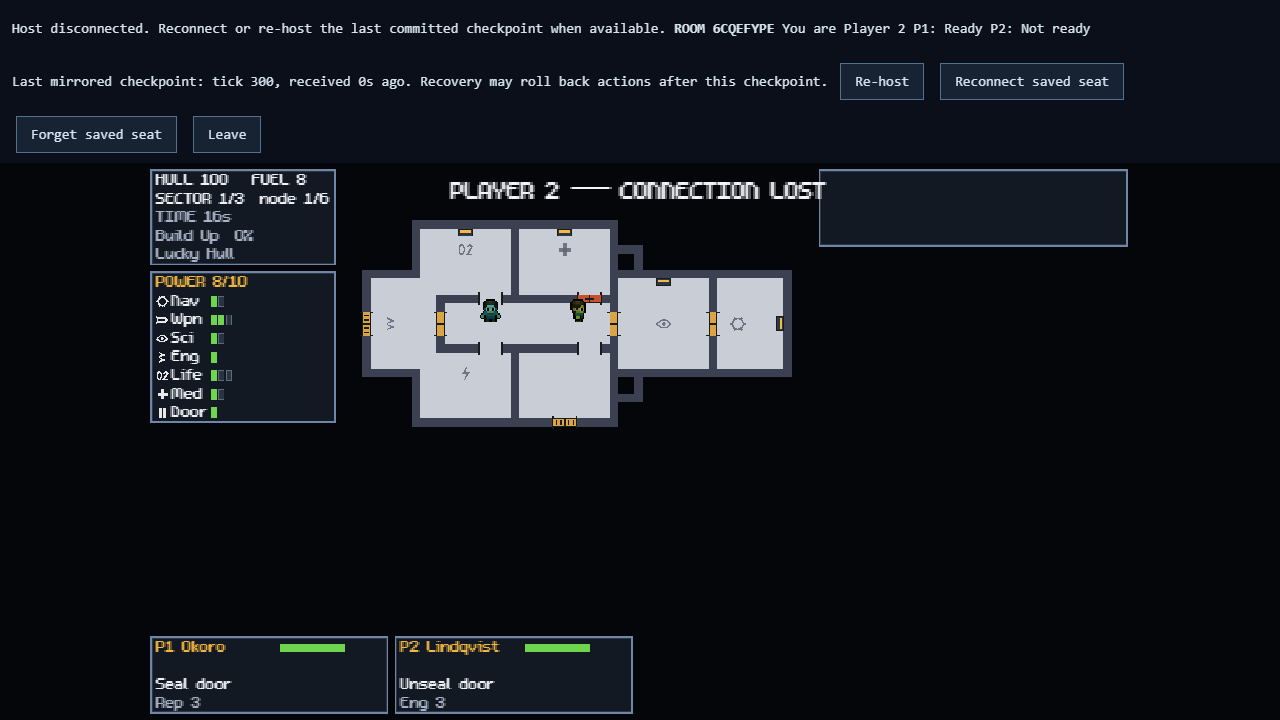 Host disconnected. Reconnect or re-host the last committed checkpoint when available. ROOM 6CQEFYPE You are Player 2 P1: Ready P2: Not ready
Last mirrored checkpoint: tick 300, received 0s ago. Recovery may roll back actions after this checkpoint. Re-host Reconnect saved seat
Forget saved seat Leave
HULL 100 FUEL 8
SECTOR 1/3 node 1/6
TIME 16s
Build Up 0%
Lucky Hull
PLAYER 2 — CONNECTION LOST
POWER 8/10
Nav
Wpn
Sci
Eng
O2 Life
Med
Door
O2
P1 Okoro
Seal door
Rep 3
P2 Lindqvist
Unseal door
Eng 3